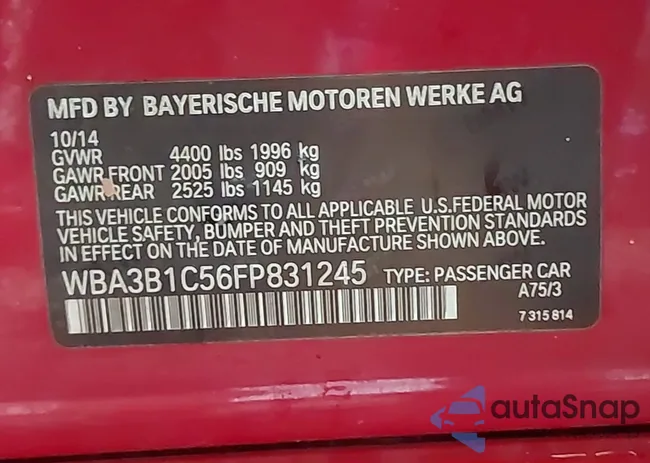 MFD BY BAYERISCHE MOTOREN WERKE AG
10/14
GVWR 4400 lbs 1996 kg
GAWR FRONT 2005 lbs 909 kg
GAWR REAR 2525 lbs 1145 kg
THIS VEHICLE CONFORMS TO ALL APPLICABLE U.S.FEDERAL MOTOR
VEHICLE SAFETY, BUMPER AND THEFT PREVENTION STANDARDS
IN EFFECT ON THE DATE OF MANUFACTURE SHOWN ABOVE.
WBA3B1C56FP831245 TYPE: PASSENGER CAR
A75/3
7 315 814
autoSnap
POWERED BY